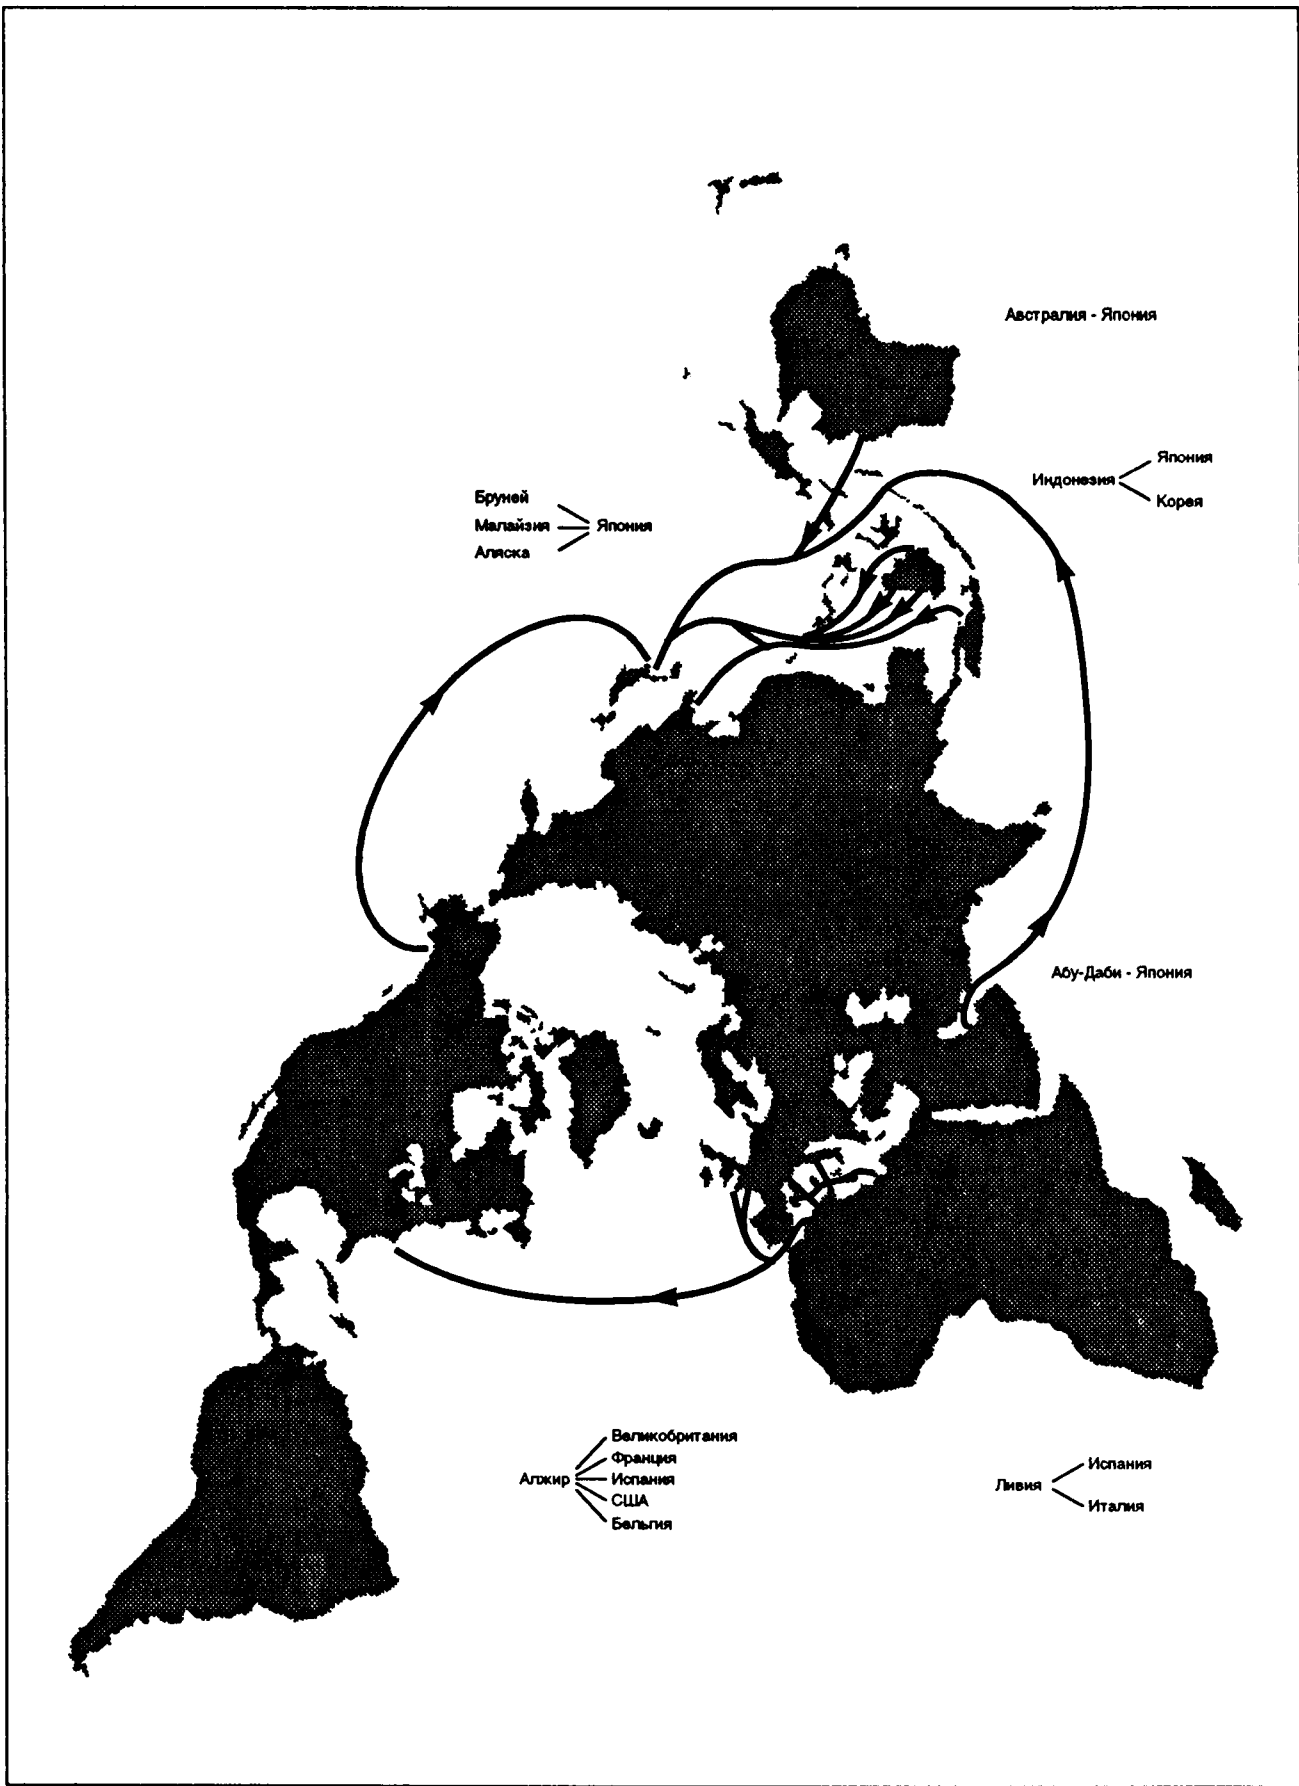 Австралия - Япония
Индонезия
Япония
Корея
Бруней
Малайзия
Аляска
Япония
Абу-Даби - Япония
Алжир
Великобритания
Франция
Испания
США
Бельгия
Ливия
Испания
Италия